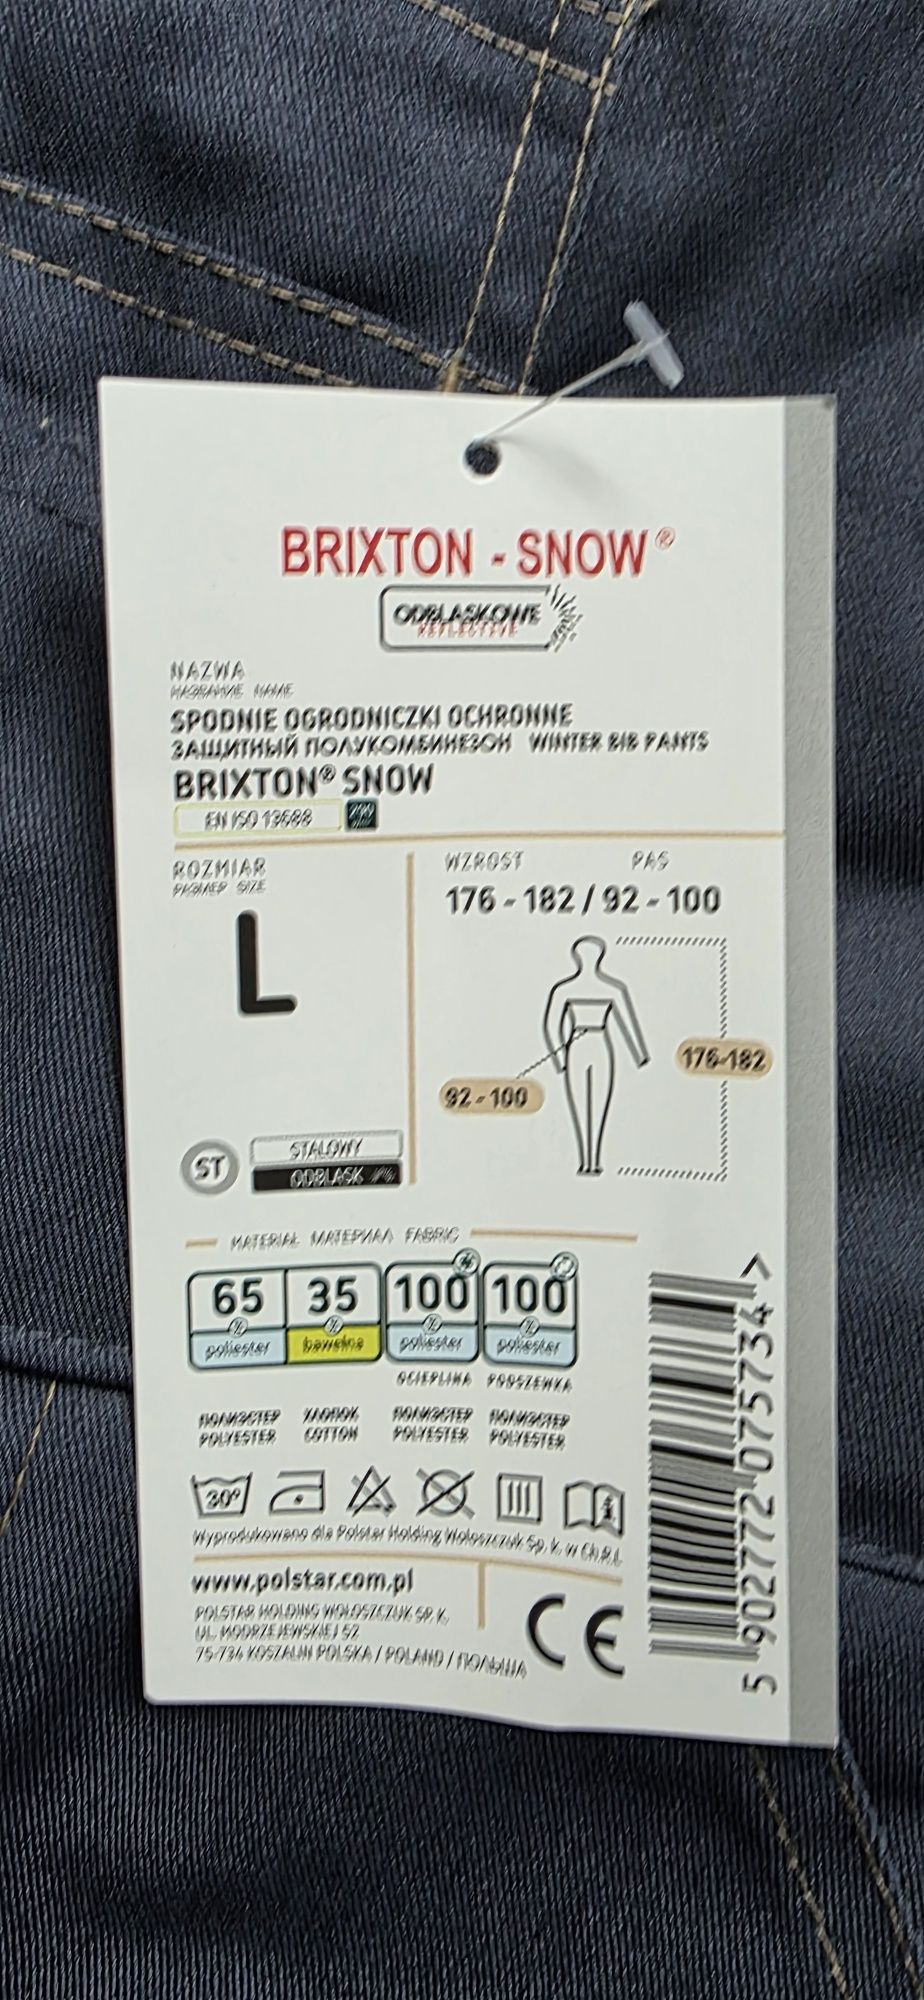 BRIXTON - SNOW®
ODBLASKOWE
REFLECTIVE
NAZWA
НАЗВАНИЕ NAME
SPODNIE OGRODNICZKI OCHRONNE
ЗАЩИТНЫЙ ПОЛУКОМБИНЕЗОН WINTER BIB PANTS
BRIXTON® SNOW
EN ISO 13688
ROZMIAR
РАЗМЕР SIZE
L
WZROST PAS
176 - 182 / 92 - 100
176-182
92 - 100
ST
STALOWY
ODBLASK
MATERIAŁ МАТЕРИАЛ FABRIC
65 35 100 100
% % % %
poliester bawełna poliester poliester
OCIEPLINA PODSZEWKA
ПОЛИЭСТЕР ХЛОПОК ПОЛИЭСТЕР ПОЛИЭСТЕР
POLYESTER COTTON POLYESTER POLYESTER
30°
Wyprodukowano dla Polstar Holding Wołoszczuk Sp. k. w Ch.R.L
www.polstar.com.pl
POLSTAR HOLDING WOŁOSZCZUK SP. K.
UL. MODRZEJEWSKIEJ 52
75-734 KOSZALIN POLSKA / POLAND / ПОЛЬША
CE
5 902772 075734 >